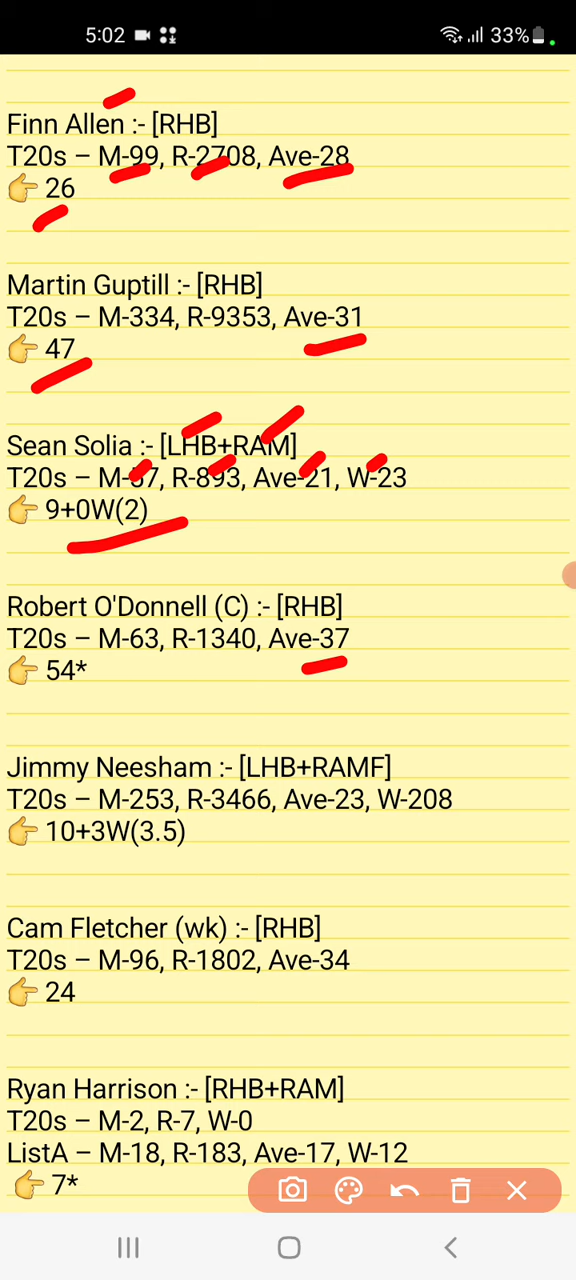 5:02
33%
Finn Allen :- [RHB]
T20s – M-99, R-2708, Ave-28
👉 26
Martin Guptill :- [RHB]
T20s – M-334, R-9353, Ave-31
👉 47
Sean Solia :- [LHB+RAM]
T20s – M-57, R-893, Ave-21, W-23
👉 9+0W(2)
Robert O'Donnell (C) :- [RHB]
T20s – M-63, R-1340, Ave-37
👉 54*
Jimmy Neesham :- [LHB+RAMF]
T20s – M-253, R-3466, Ave-23, W-208
👉 10+3W(3.5)
Cam Fletcher (wk) :- [RHB]
T20s – M-96, R-1802, Ave-34
👉 24
Ryan Harrison :- [RHB+RAM]
T20s – M-2, R-7, W-0
ListA – M-18, R-183, Ave-17, W-12
👉 7*